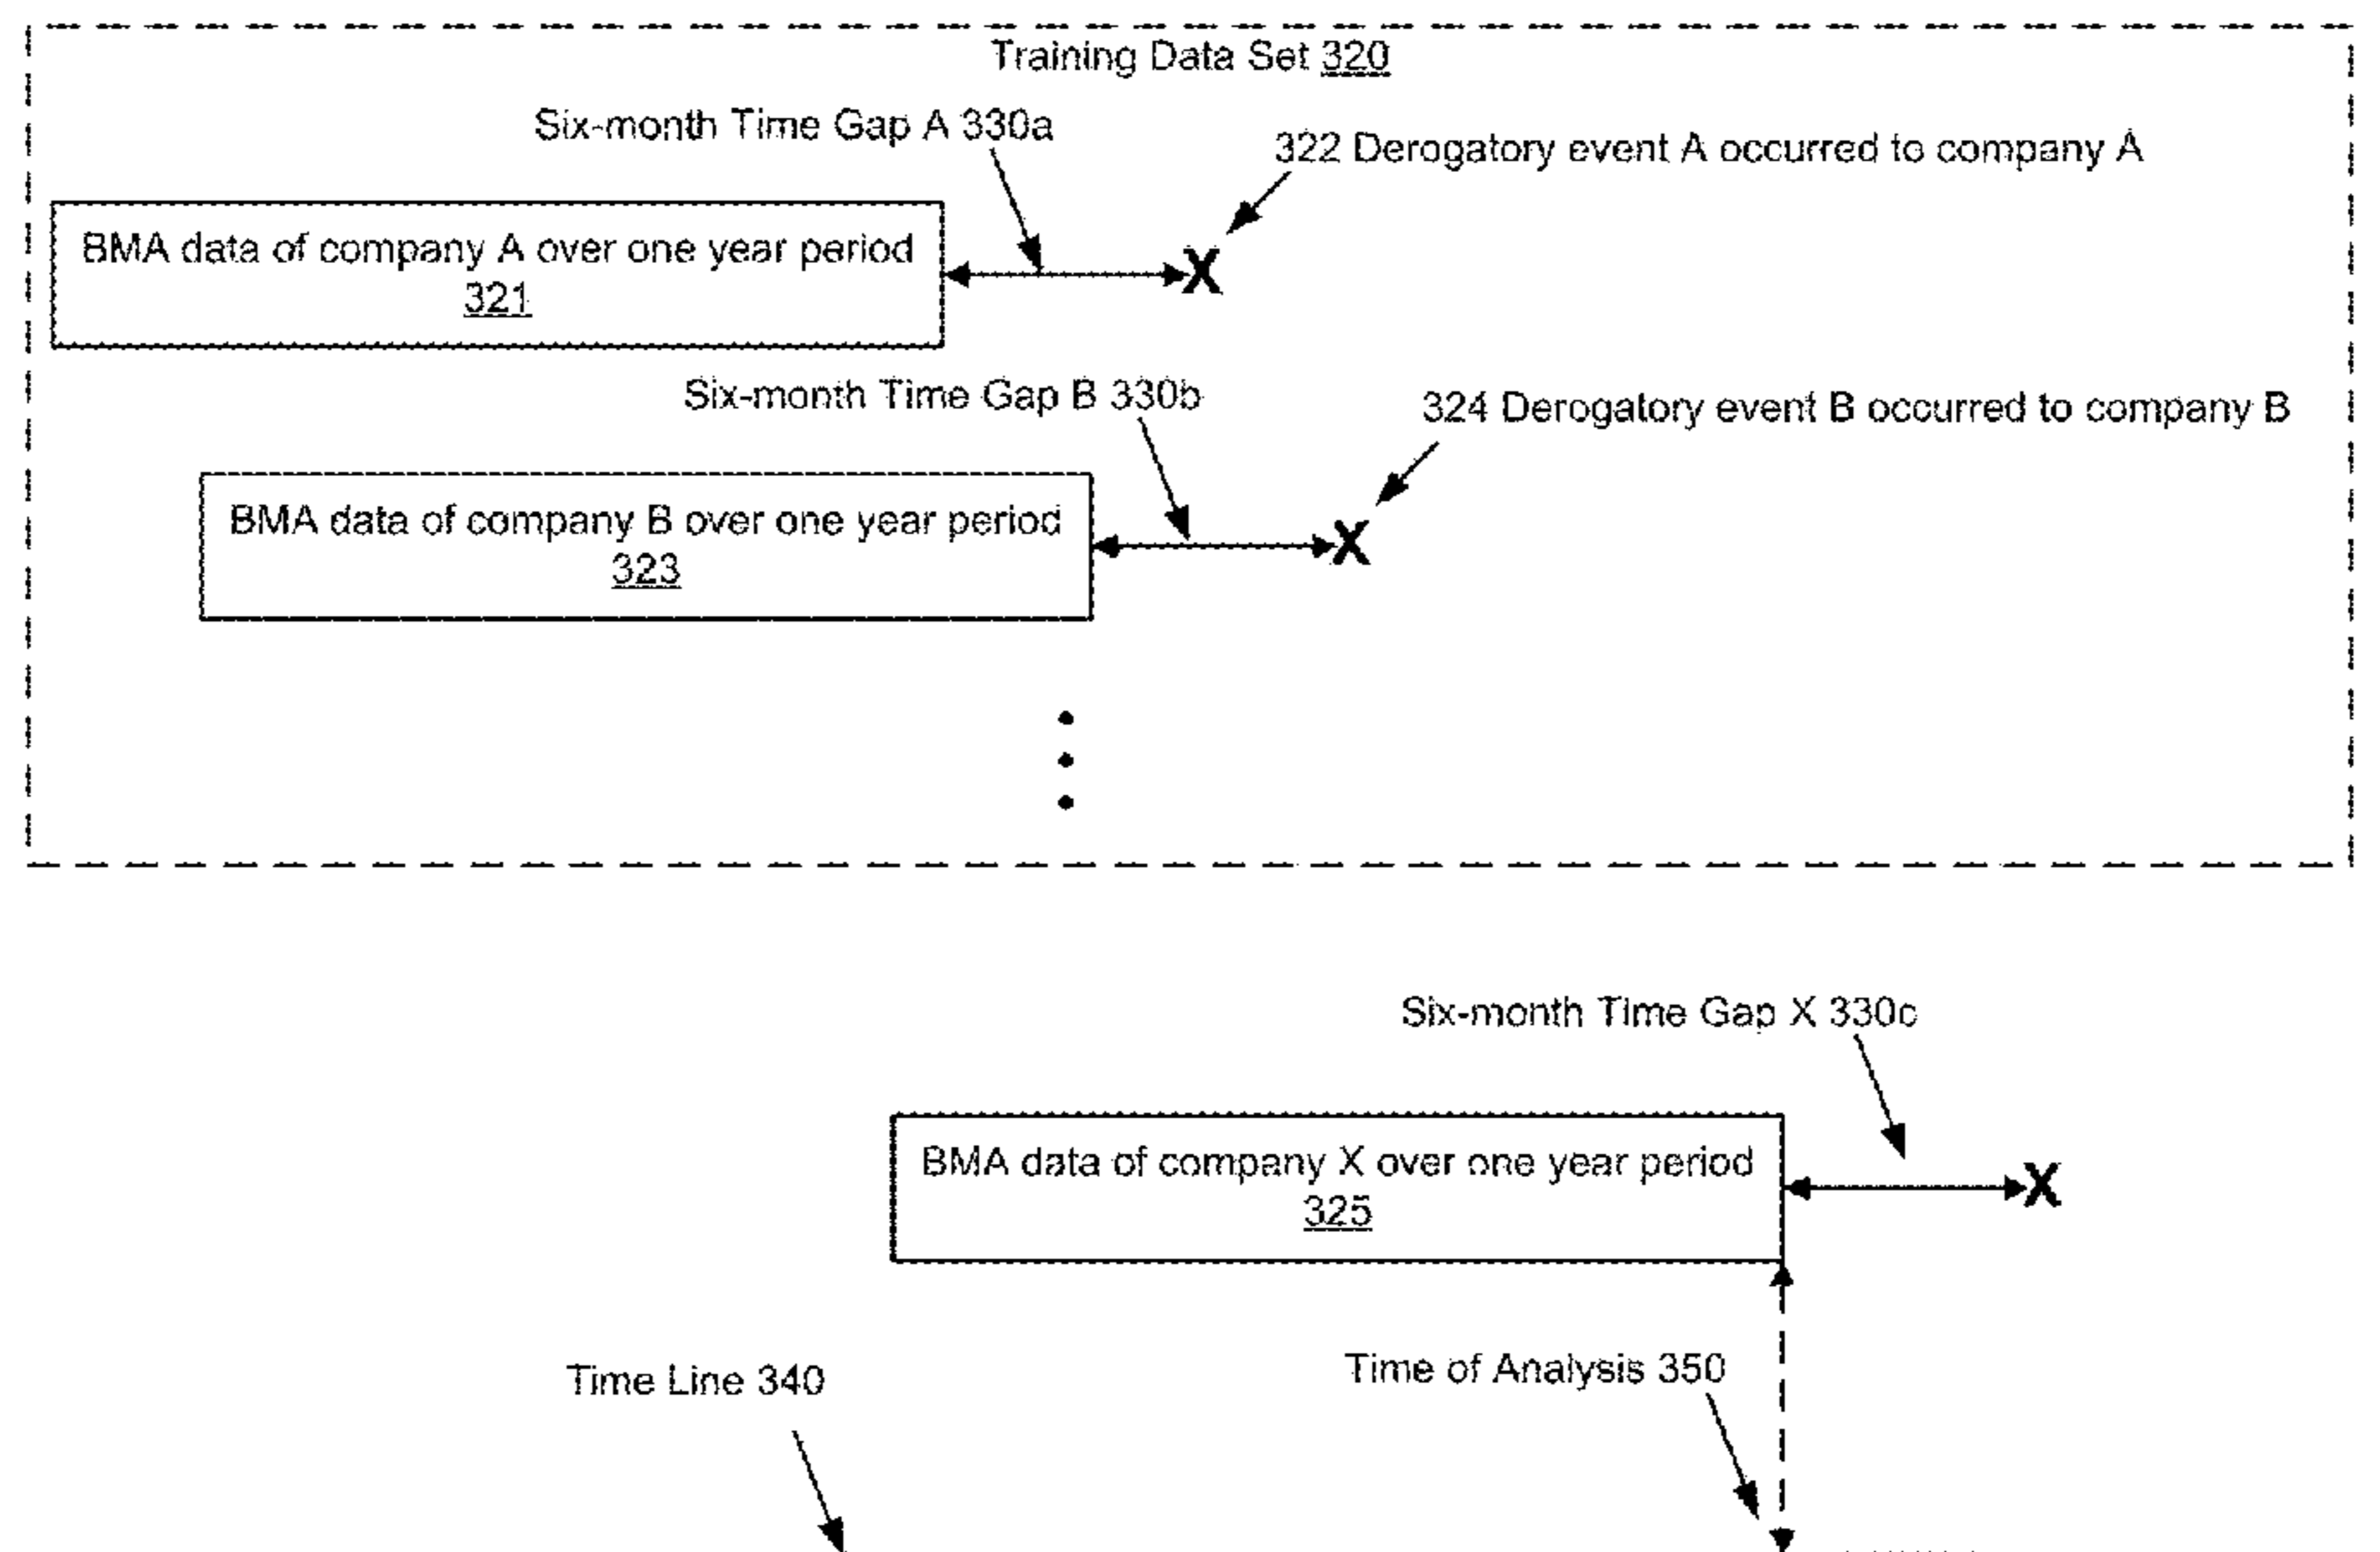 Training Data Set 320
Six-month Time Gap A 330a
322 Derogatory event A occurred to company A
BMA data of company A over one year period
321
X
Six-month Time Gap B 330b
324 Derogatory event B occurred to company B
BMA data of company B over one year period
323
X
Six-month Time Gap X 330c
BMA data of company X over one year period
325
X
Time Line 340
Time of Analysis 350